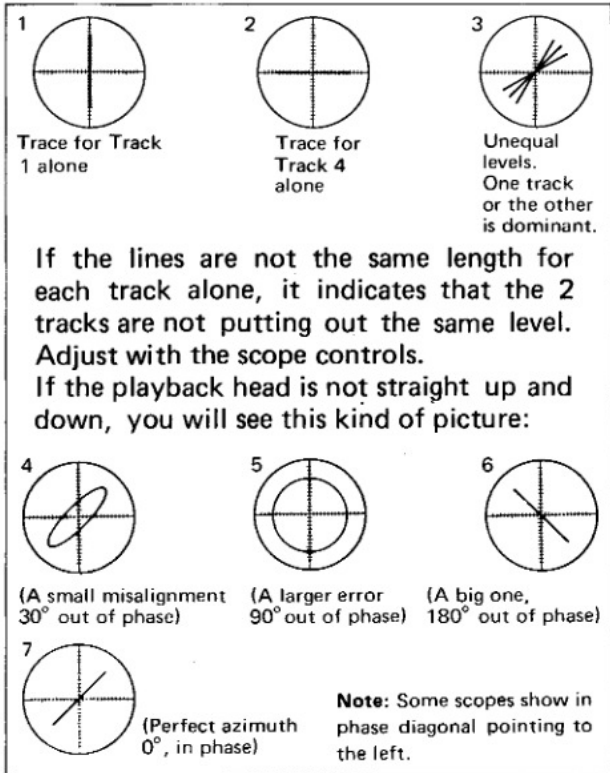 1
Trace for Track
1 alone
2
Trace for
Track 4
alone
3
Unequal
levels.
One track
or the other
is dominant.
If the lines are not the same length for
each track alone, it indicates that the 2
tracks are not putting out the same level.
Adjust with the scope controls.
If the playback head is not straight up and
down, you will see this kind of picture:
4
(A small misalignment
30° out of phase)
5
(A larger error
90° out of phase)
6
(A big one,
180° out of phase)
7
(Perfect azimuth
0°, in phase)
Note: Some scopes show in
phase diagonal pointing to
the left.